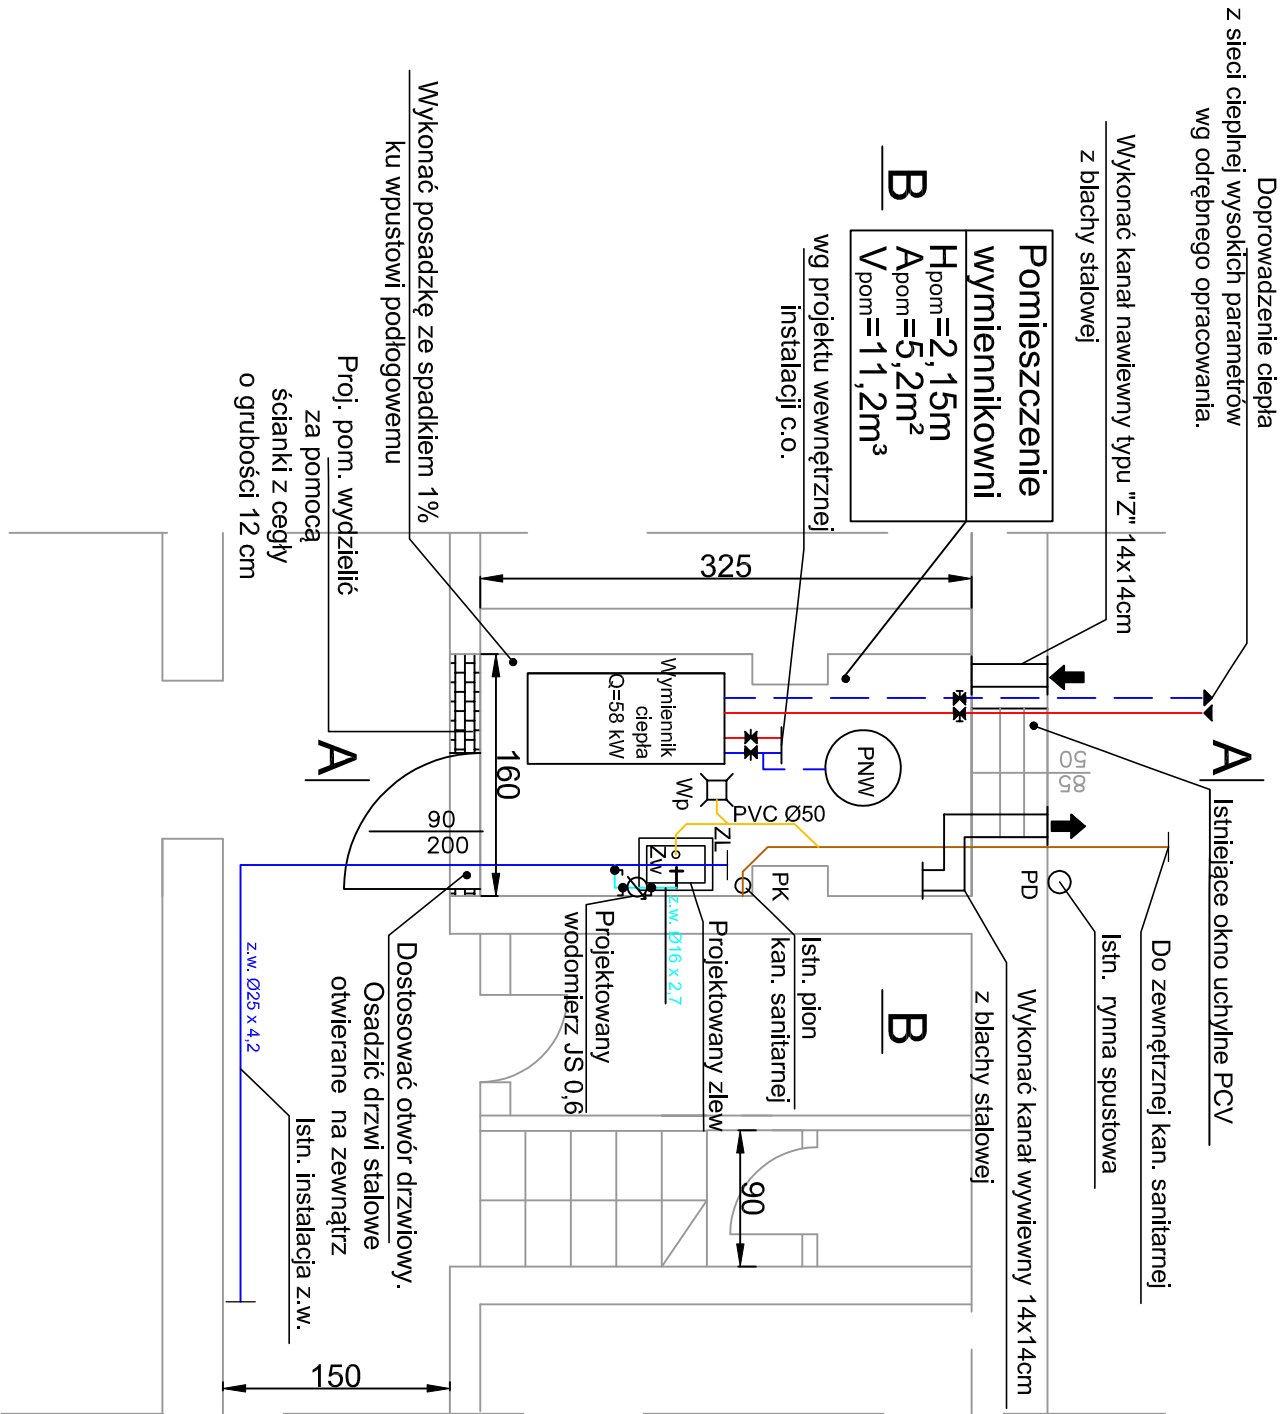 Doprowadzenie ciepła
z sieci cieplnej wysokich parametrów
wg odrębnego opracowania.
Wykonać kanał nawiewny typu "Z" 14x14cm
z blachy stalowej
B
Pomieszczenie
wymiennikowni
Hpom=2,15m
Apom=5,2m²
Vpom=11,2m³
wg projektu wewnętrznej
instalacji c.o.
Wykonać posadzkę ze spadkiem 1%
ku wpustowi podłogowemu
Proj. pom. wydzielić
za pomocą
ścianki z cegły
o grubości 12 cm
325
Wymiennik
ciepła
Q=58 kW
PNW
A
A
160
50
85
Wp
PVC Ø50
ZL
ZW
90
200
PK
PD
z.w. Ø16 x 2,7
Istniejące okno uchylne PCV
Do zewnętrznej kan. sanitarnej
Istn. rynna spustowa
Wykonać kanał wywiewny 14x14cm
z blachy stalowej
B
Istn. pion
kan. sanitarnej
Projektowany zlew
Projektowany
wodomierz JS 0,6
Dostosować otwór drzwiowy.
Osadzić drzwi stalowe
otwierane na zewnątrz
Istn. instalacja z.w.
z.w. Ø25 x 4,2
90
150